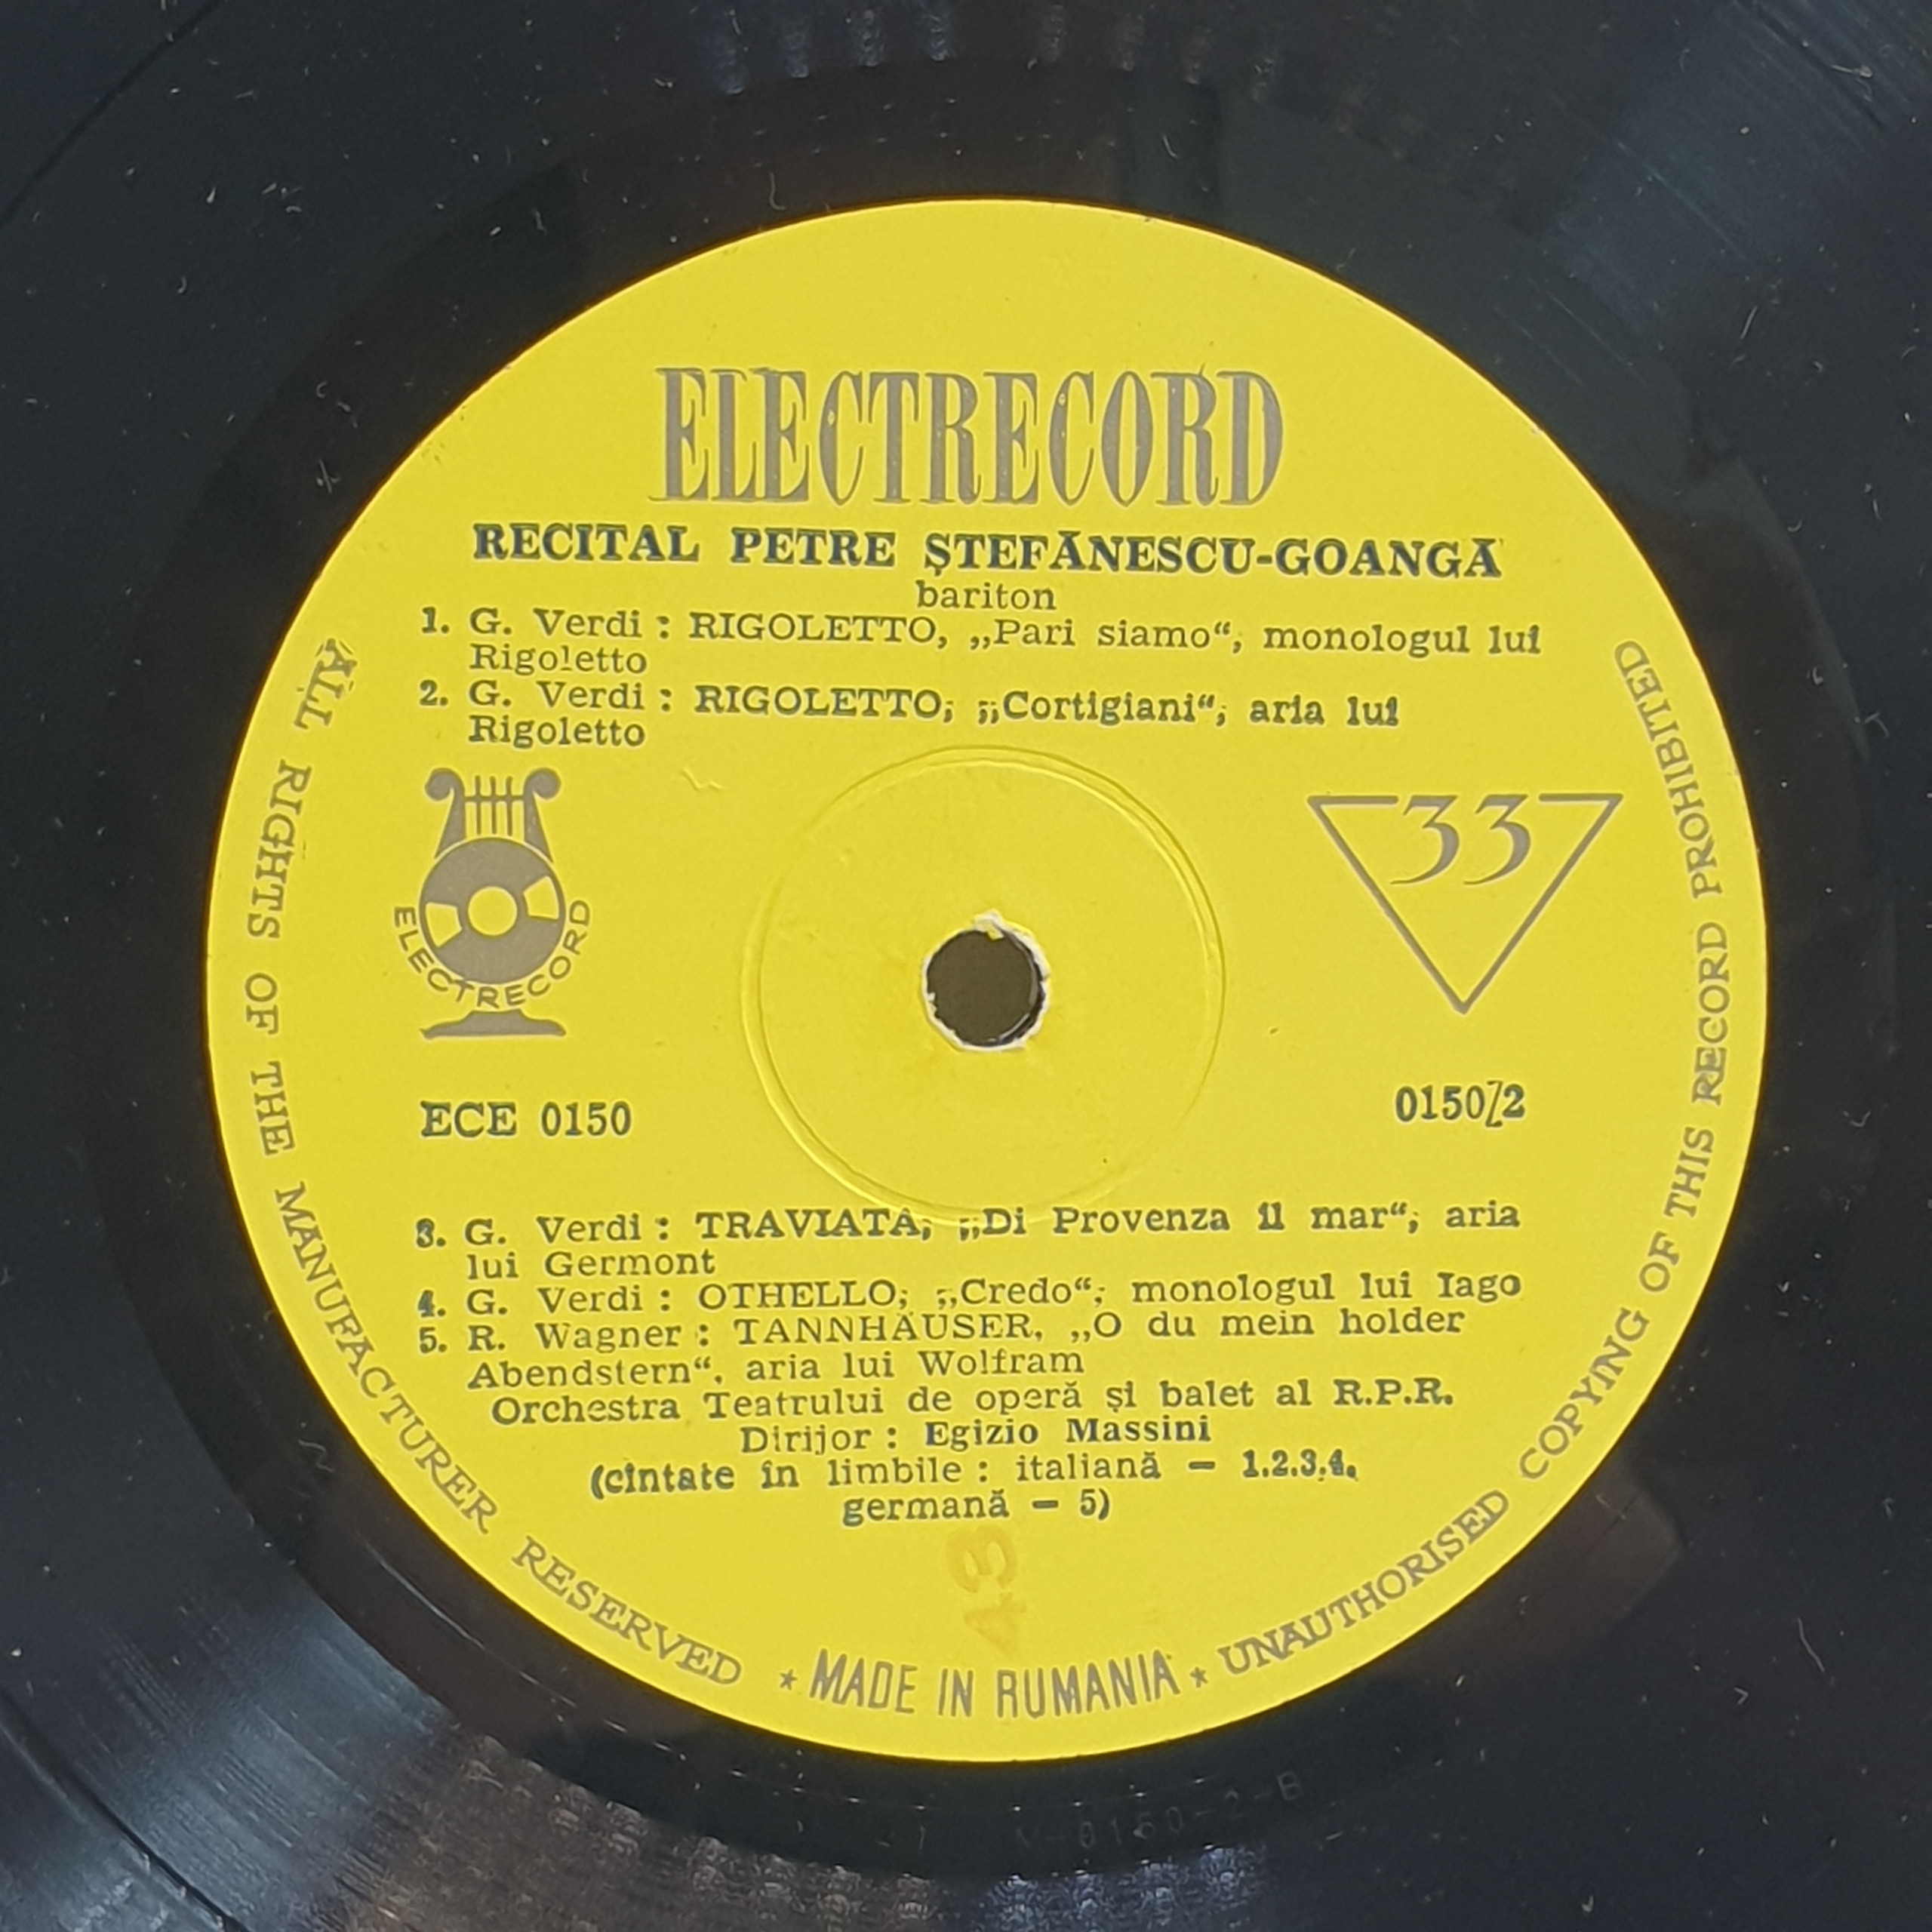 ELECTRECORD
RECITAL PETRE ȘTEFĂNESCU-GOANGĂ
bariton
1. G. Verdi : RIGOLETTO, „Pari siamo“, monologul lui
Rigoletto
2. G. Verdi : RIGOLETTO, „Cortigiani“, aria lui
Rigoletto
ELECTRECORD
33
ECE 0150
0150/2
3. G. Verdi : TRAVIATA, „Di Provenza il mar“, aria
lui Germont
4. G. Verdi : OTHELLO, „Credo“, monologul lui Iago
5. R. Wagner : TANNHÄUSER, „O du mein holder
Abendstern“, aria lui Wolfram
Orchestra Teatrului de operă și balet al R.P.R.
Dirijor : Egizio Massini
(cîntate în limbile : italiană — 1.2.3.4.
germană — 5)
43
ALL RIGHTS OF THE MANUFACTURER RESERVED * MADE IN RUMANIA * UNAUTHORISED COPYING OF THIS RECORD PROHIBITED